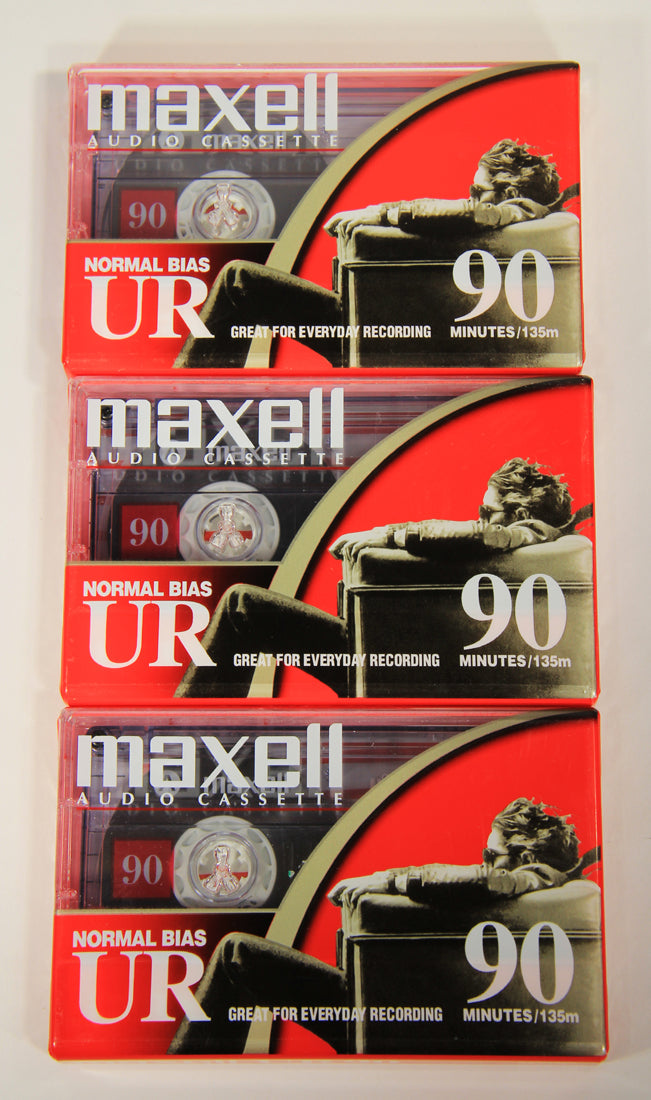 maxell
AUDIO CASSETTE
90
NORMAL BIAS
UR
GREAT FOR EVERYDAY RECORDING
90
MINUTES/135m
maxell
AUDIO CASSETTE
maxell
90
NORMAL BIAS
UR
GREAT FOR EVERYDAY RECORDING
90
MINUTES/135m
maxell
AUDIO CASSETTE
maxell
90
NORMAL BIAS
UR
GREAT FOR EVERYDAY RECORDING
90
MINUTES/135m